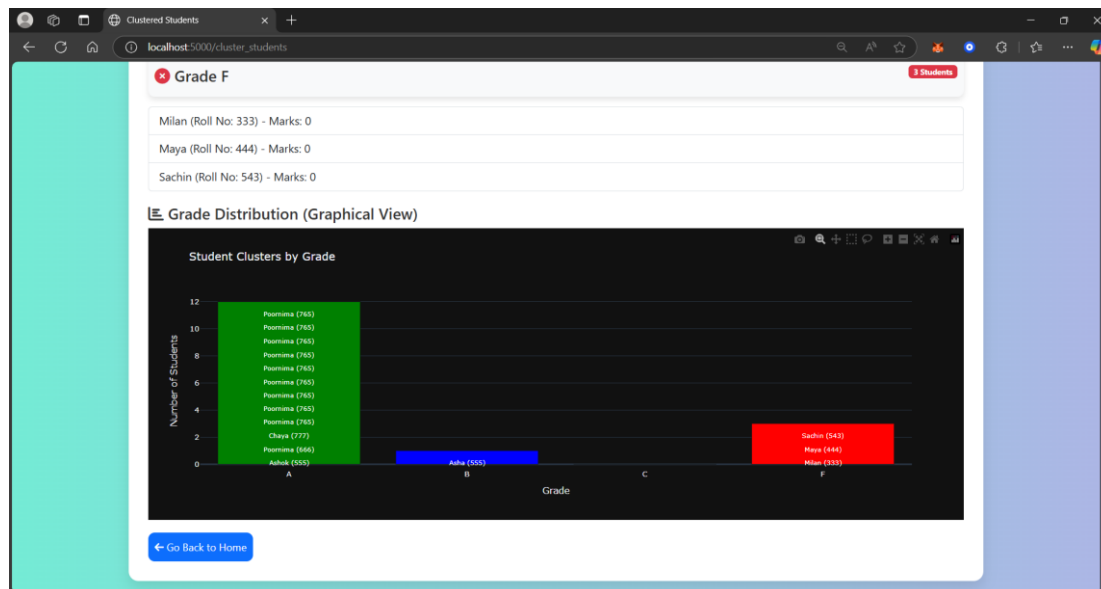 Clustered Students
localhost:5000/cluster_students
Grade F
3 Students
Milan (Roll No: 333) - Marks: 0
Maya (Roll No: 444) - Marks: 0
Sachin (Roll No: 543) - Marks: 0
Grade Distribution (Graphical View)
Student Clusters by Grade
Number of Students
12
10
8
6
4
2
0
Poornima (765)
Poornima (765)
Poornima (765)
Poornima (765)
Poornima (765)
Poornima (765)
Poornima (765)
Poornima (765)
Poornima (765)
Chaya (777)
Poornima (666)
Ashok (555)
Asha (555)
Sachin (543)
Maya (444)
Milan (333)
A
B
C
F
Grade
Go Back to Home